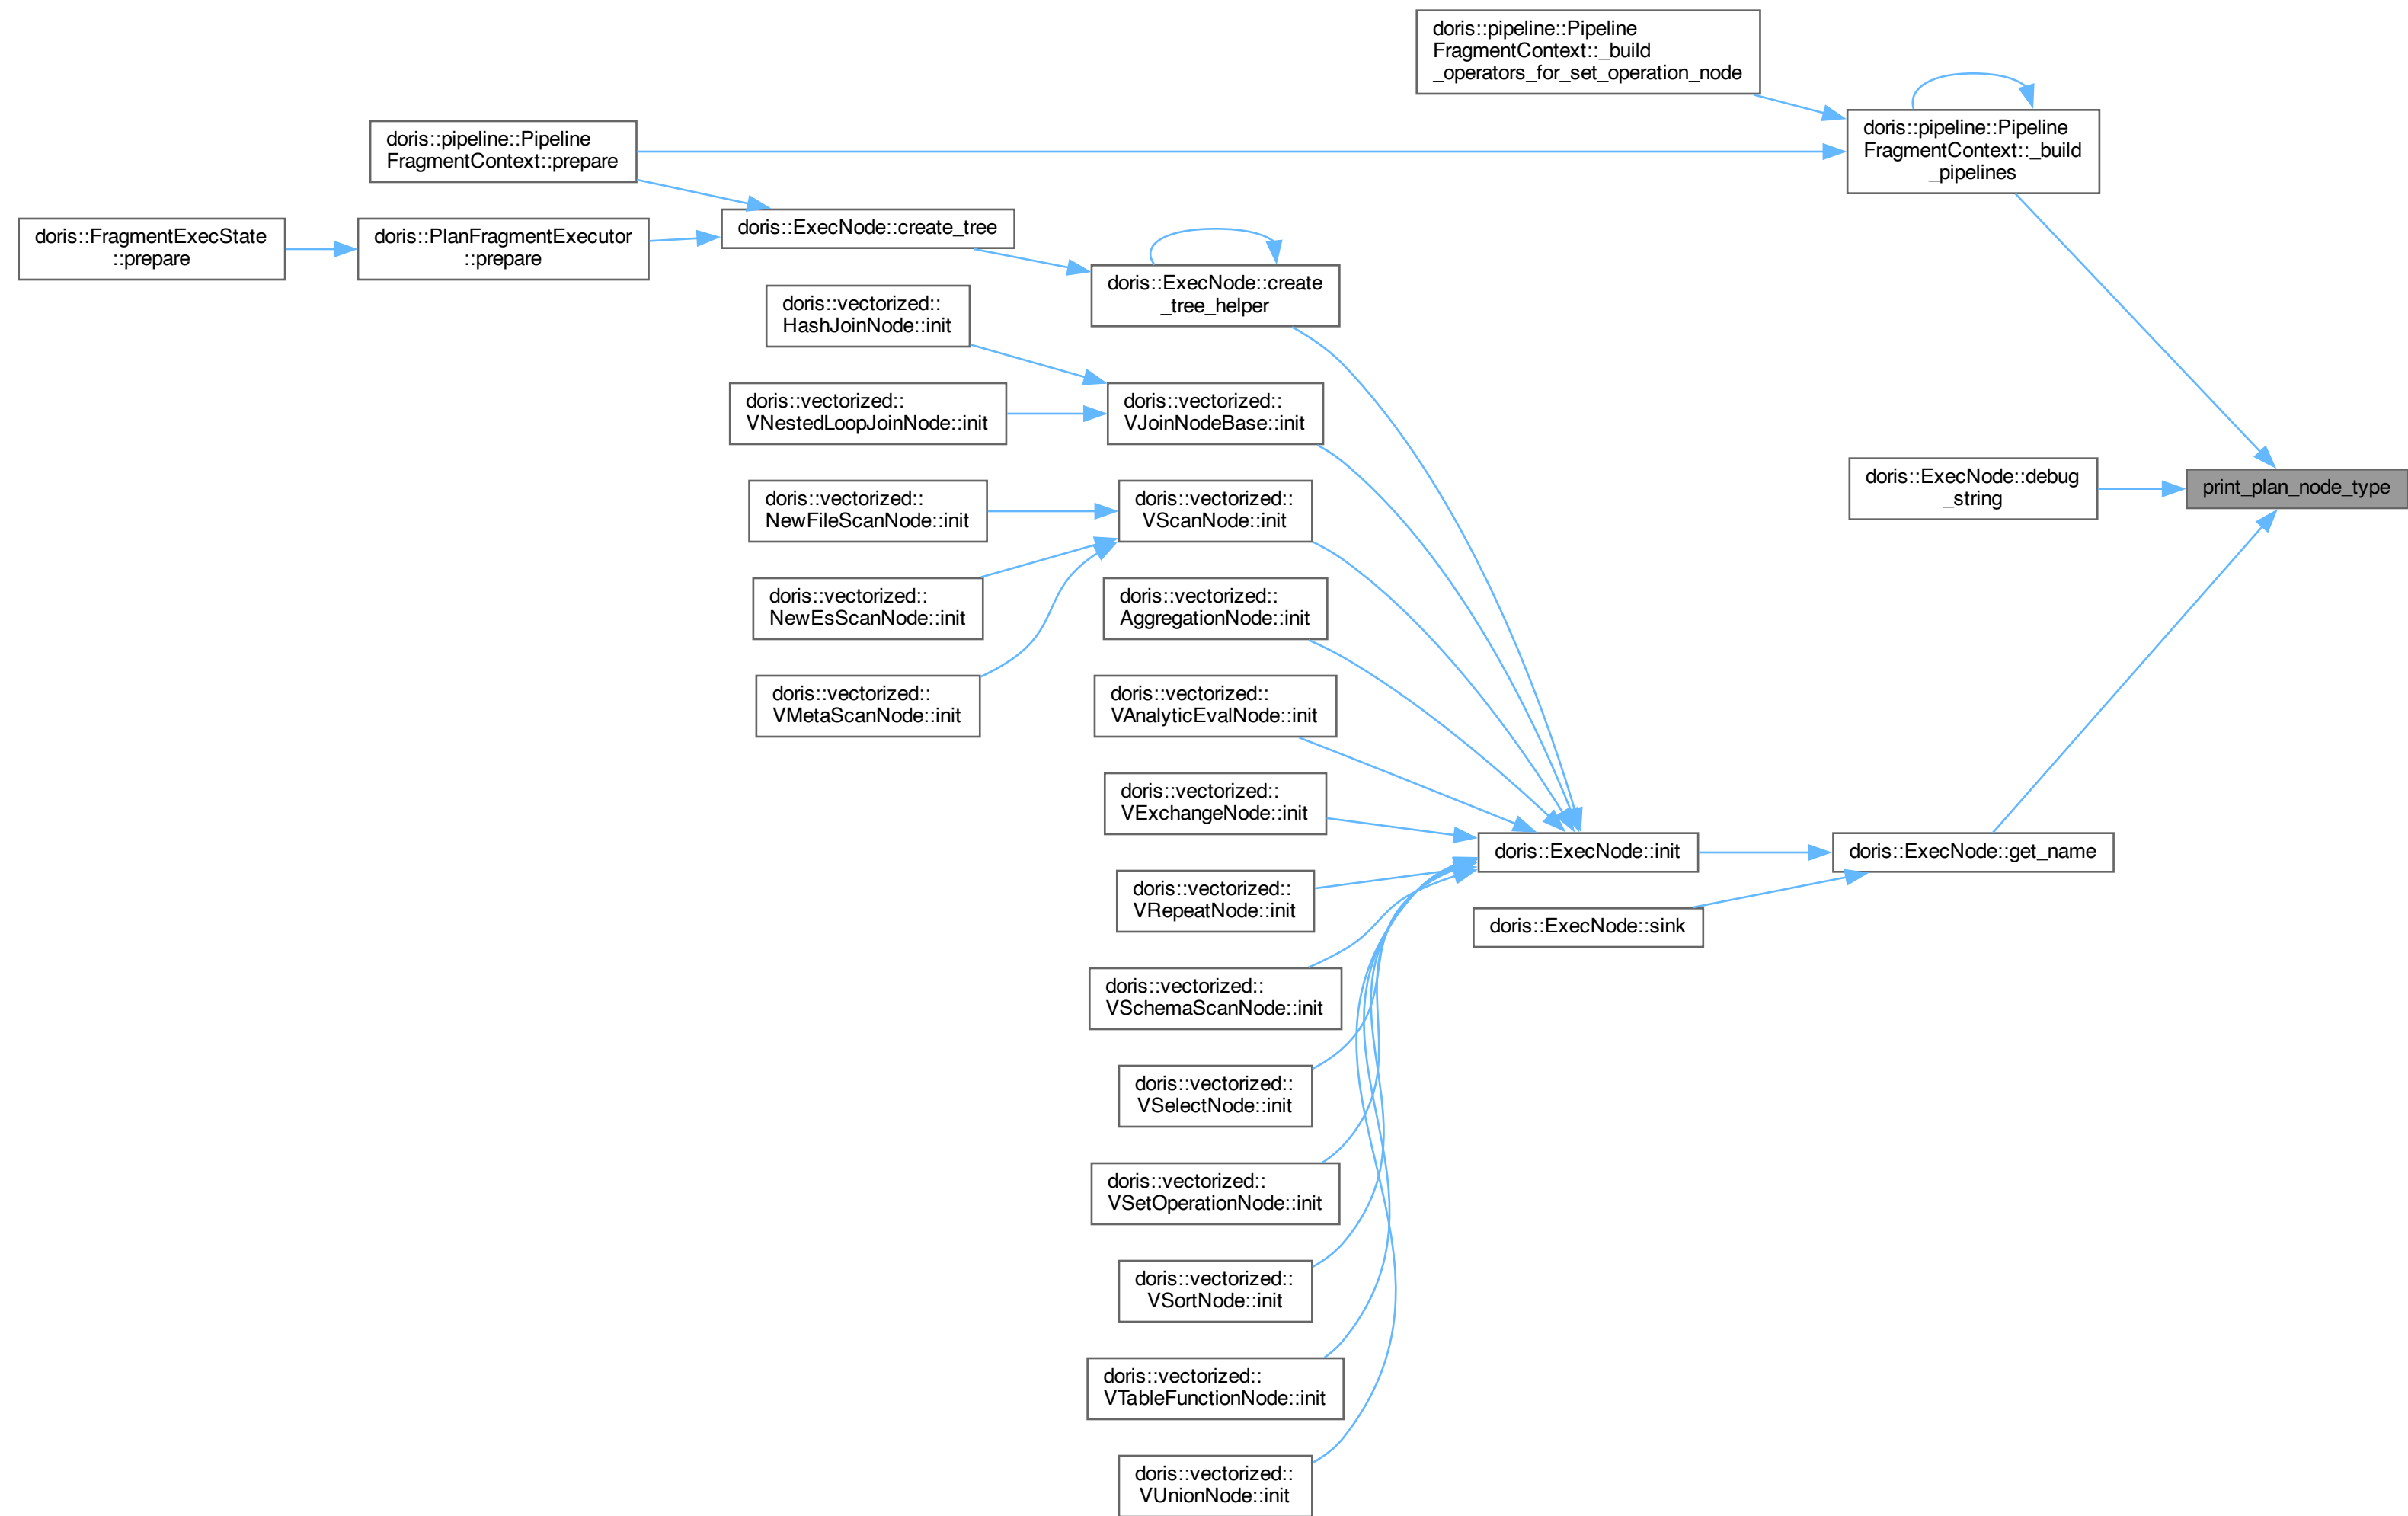 doris::pipeline::Pipeline
FragmentContext::_build
_operators_for_set_operation_node
doris::pipeline::Pipeline
FragmentContext::_build
_pipelines
doris::pipeline::Pipeline
FragmentContext::prepare
doris::ExecNode::create_tree
doris::PlanFragmentExecutor
::prepare
doris::FragmentExecState
::prepare
doris::ExecNode::create
_tree_helper
doris::vectorized::
HashJoinNode::init
doris::vectorized::
VNestedLoopJoinNode::init
doris::vectorized::
VJoinNodeBase::init
doris::ExecNode::debug
_string
print_plan_node_type
doris::vectorized::
NewFileScanNode::init
doris::vectorized::
VScanNode::init
doris::vectorized::
NewEsScanNode::init
doris::vectorized::
AggregationNode::init
doris::vectorized::
VMetaScanNode::init
doris::vectorized::
VAnalyticEvalNode::init
doris::vectorized::
VExchangeNode::init
doris::ExecNode::init
doris::ExecNode::get_name
doris::vectorized::
VRepeatNode::init
doris::ExecNode::sink
doris::vectorized::
VSchemaScanNode::init
doris::vectorized::
VSelectNode::init
doris::vectorized::
VSetOperationNode::init
doris::vectorized::
VSortNode::init
doris::vectorized::
VTableFunctionNode::init
doris::vectorized::
VUnionNode::init